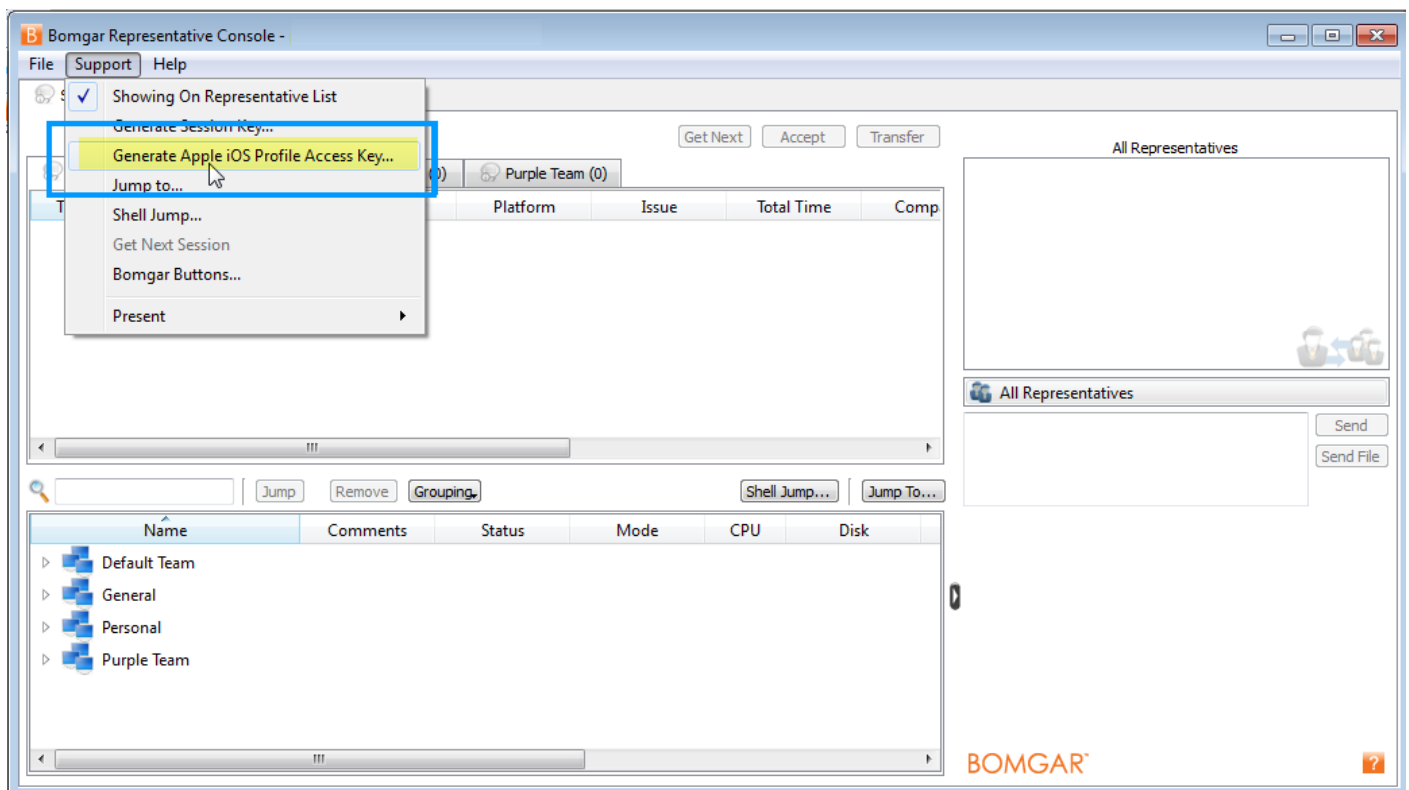 Bomgar Representative Console -
File Support Help
Showing On Representative List
Generate Session Key...
Generate Apple iOS Profile Access Key...
Jump to...
Shell Jump...
Get Next Session
Bomgar Buttons...
Present
Get Next Accept Transfer
All Representatives
Purple Team (0)
Platform Issue Total Time Comp
All Representatives
Send
Send File
Jump Remove Grouping Shell Jump... Jump To...
Name Comments Status Mode CPU Disk
Default Team
General
Personal
Purple Team
BOMGAR
?